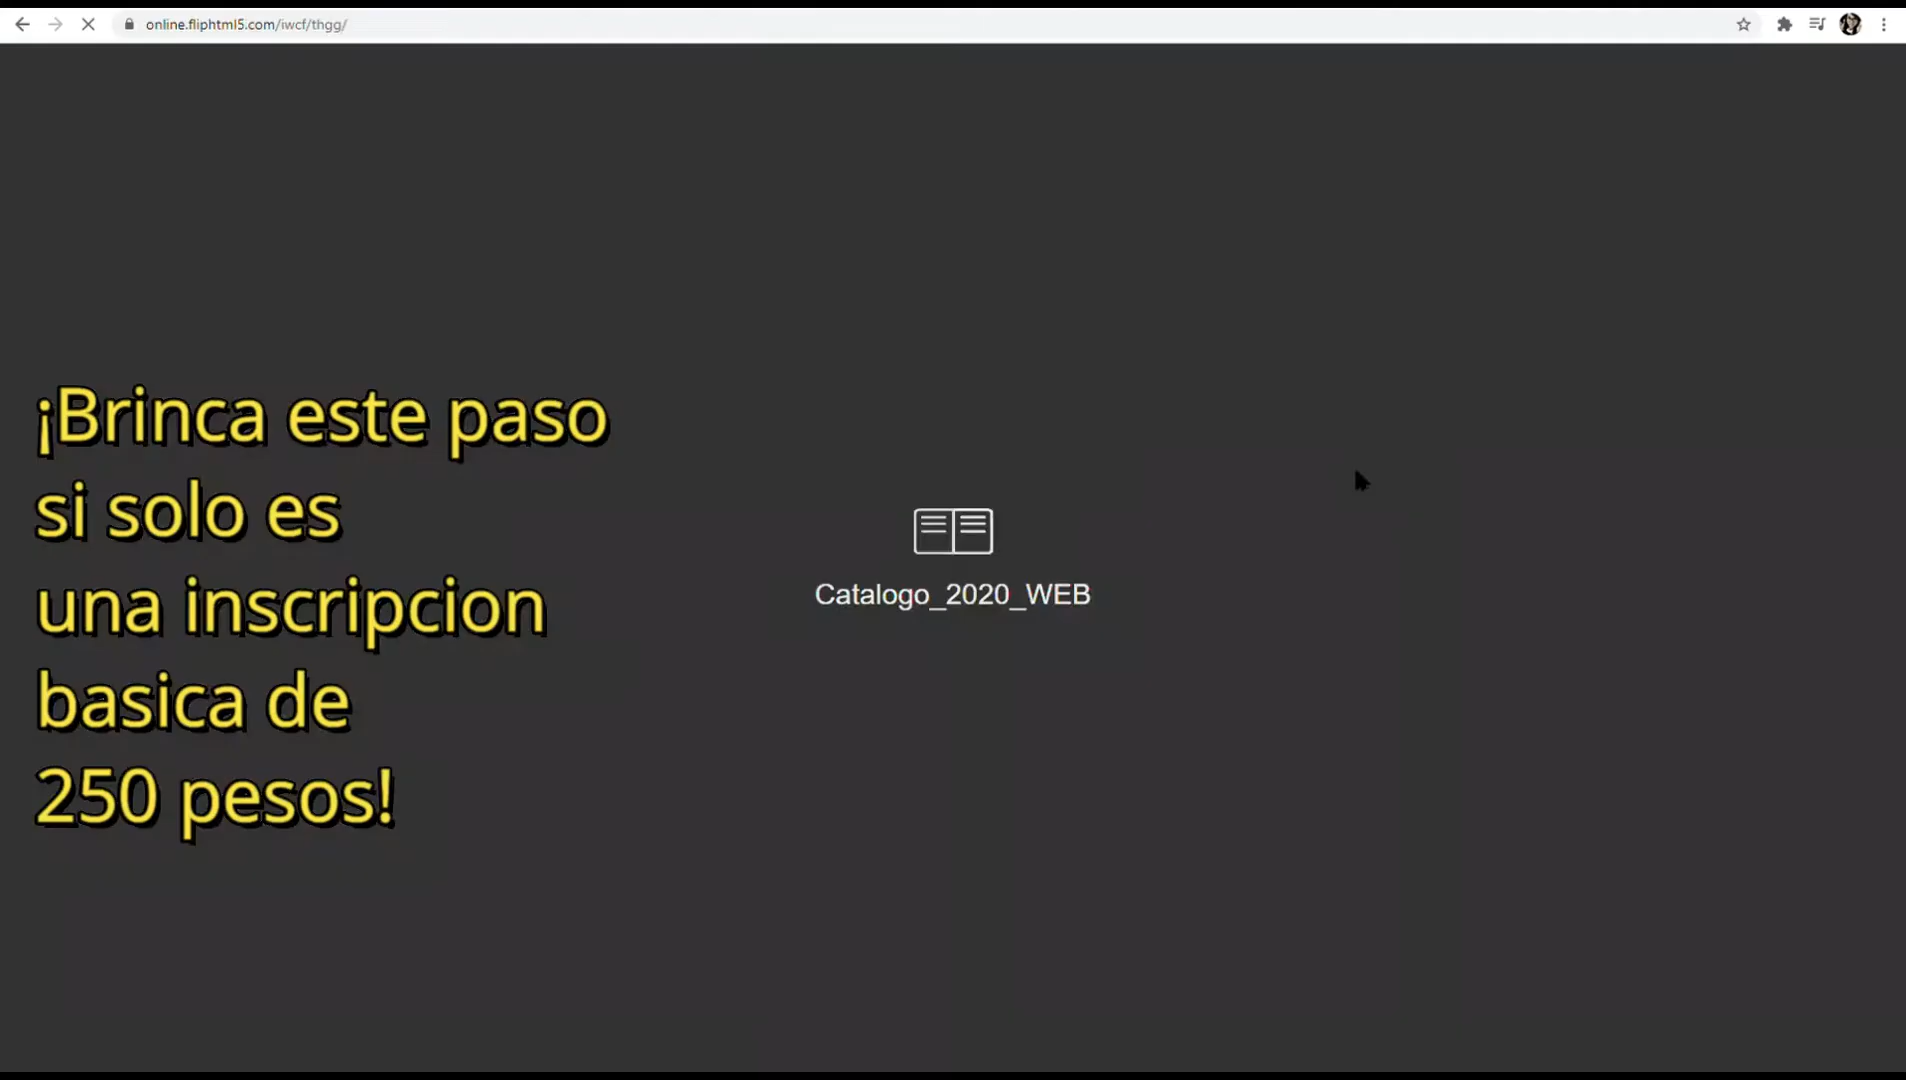 online.fliphtml5.com/iwcf/thgg/
¡Brinca este paso
si solo es
una inscripcion
basica de
250 pesos!
Catalogo_2020_WEB